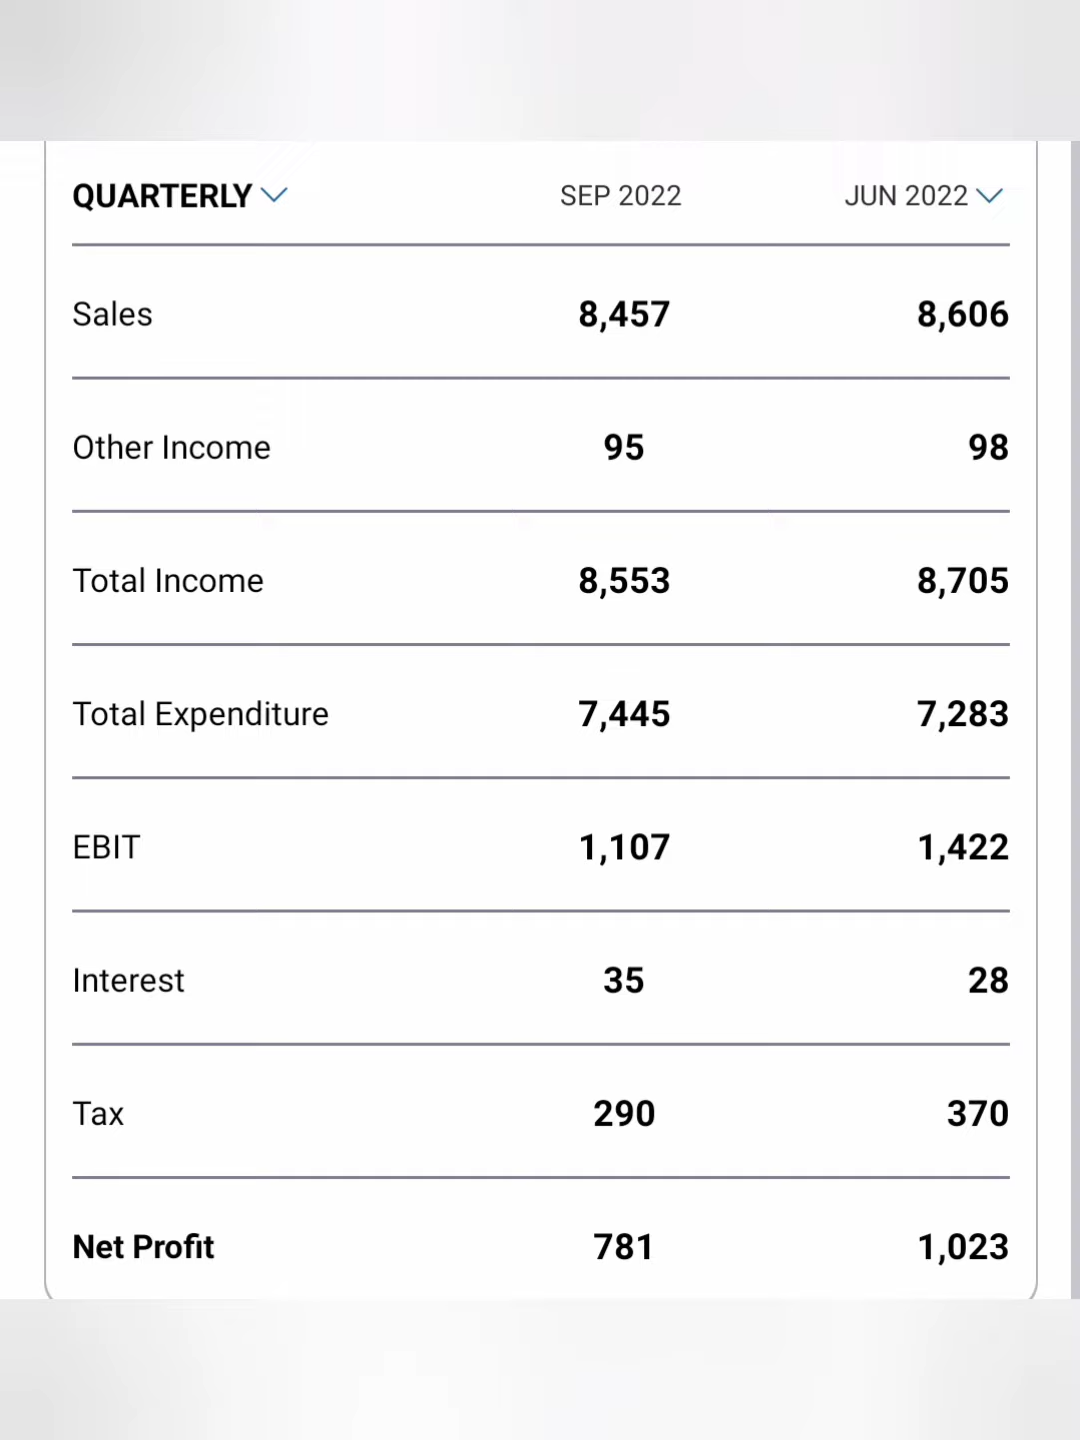 QUARTERLY SEP 2022 JUN 2022
Sales 8,457 8,606
Other Income 95 98
Total Income 8,553 8,705
Total Expenditure 7,445 7,283
EBIT 1,107 1,422
Interest 35 28
Tax 290 370
Net Profit 781 1,023